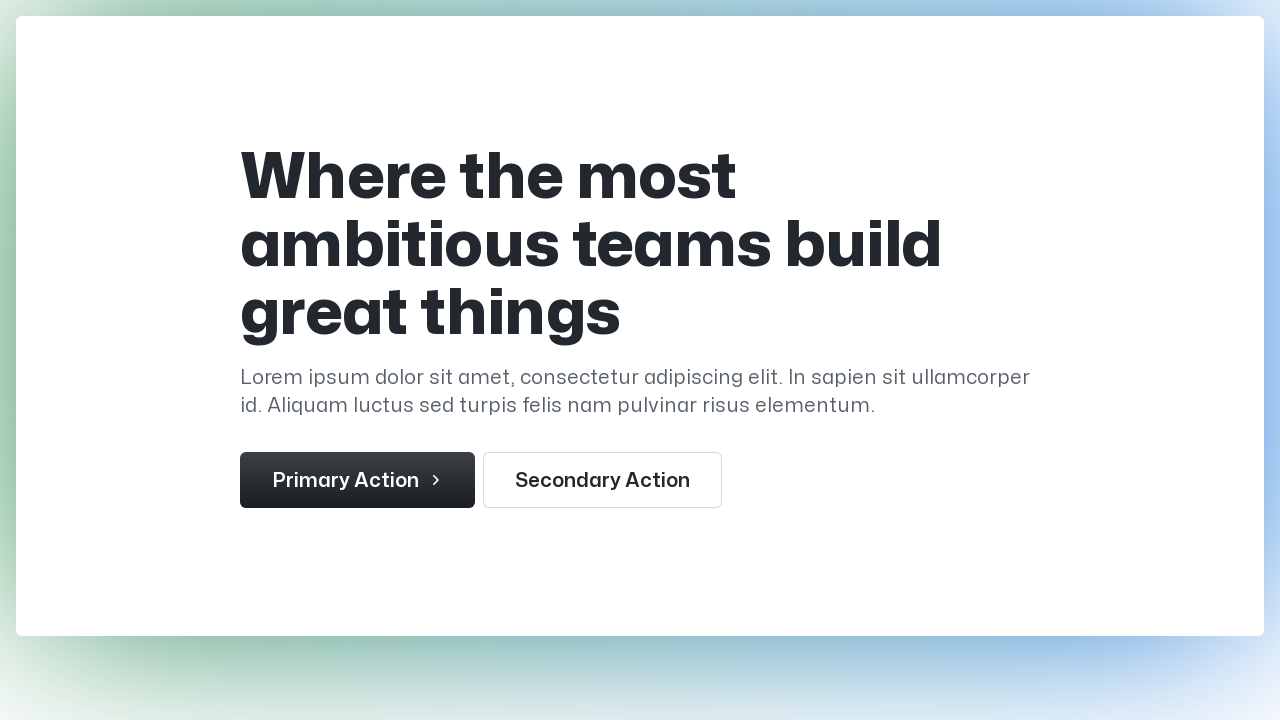 Where the most
ambitious teams build
great things
Lorem ipsum dolor sit amet, consectetur adipiscing elit. In sapien sit ullamcorper
id. Aliquam luctus sed turpis felis nam pulvinar risus elementum.
Primary Action
Secondary Action